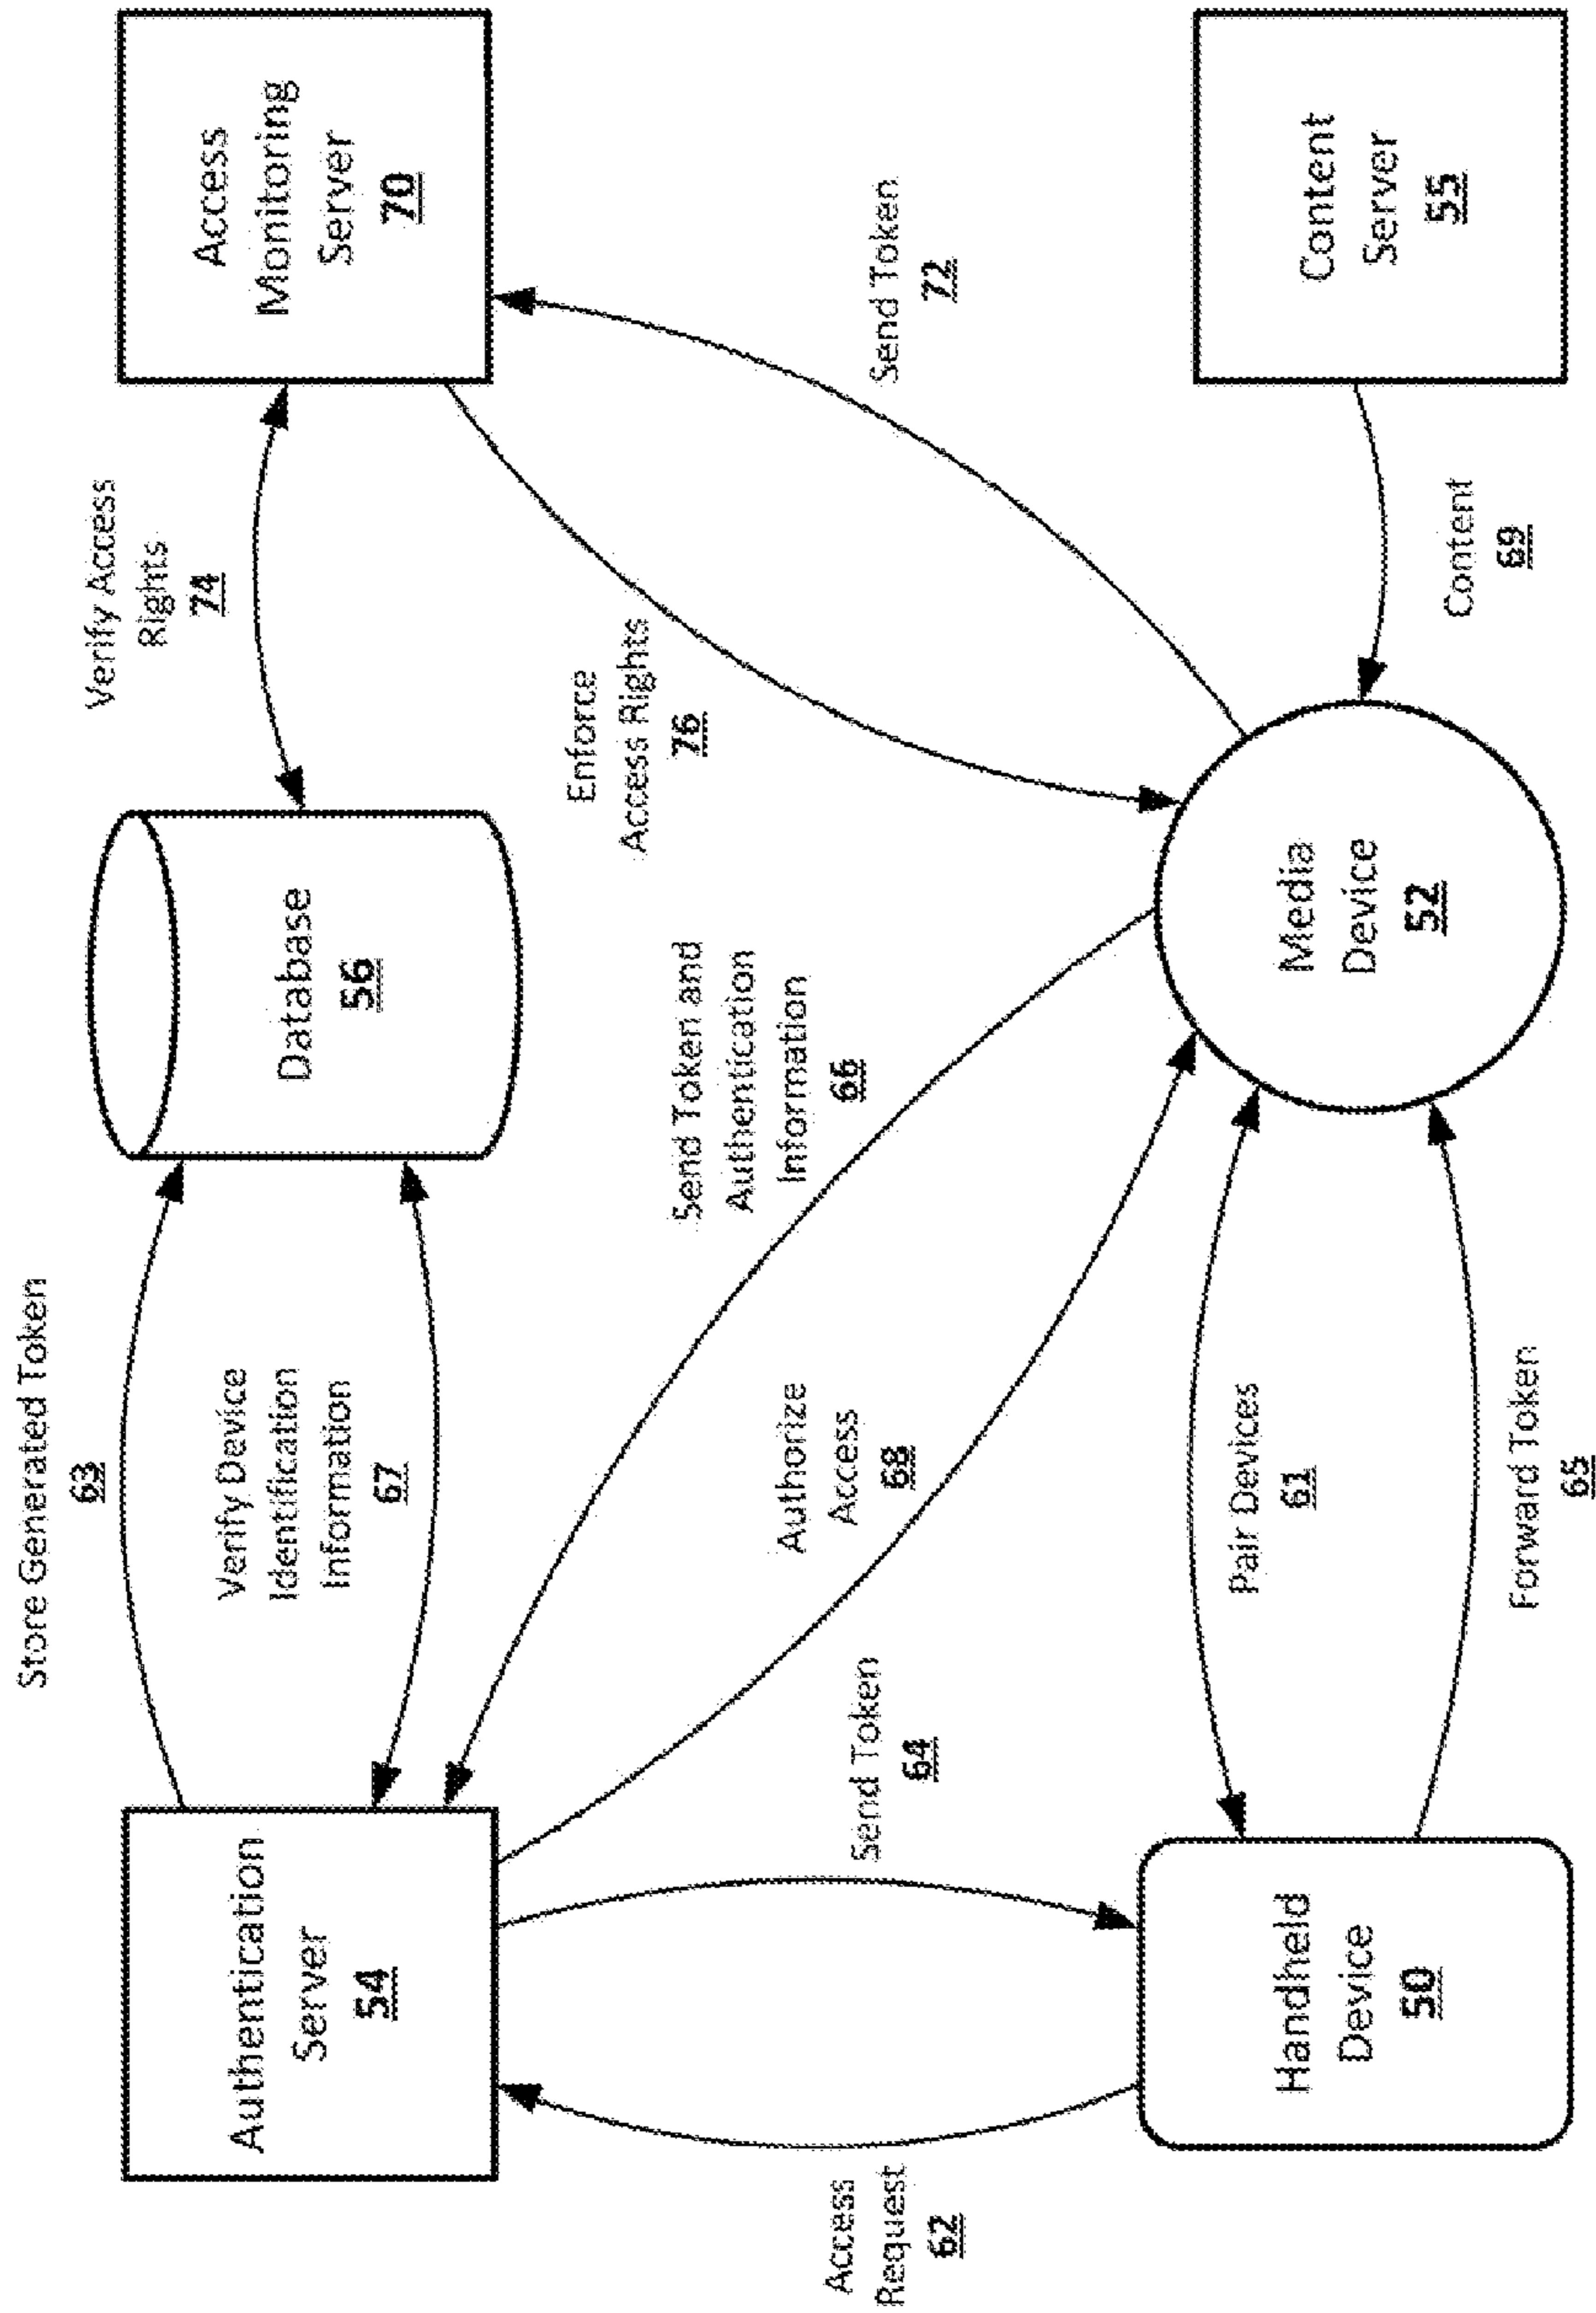 Store Generated Token
63
Verify Access
Rights
74
Authentication
Server
54
Verify Device
Identification
Information
67
Database
56
Access
Monitoring
Server
70
Enforce
Access Rights
76
Send Token and
Authentication
Information
66
Authorize
Access
68
Send Token
72
Access
Request
62
Send Token
64
Pair Devices
61
Handheld
Device
50
Media
Device
52
Content
Server
55
Content
69
Forward Token
65